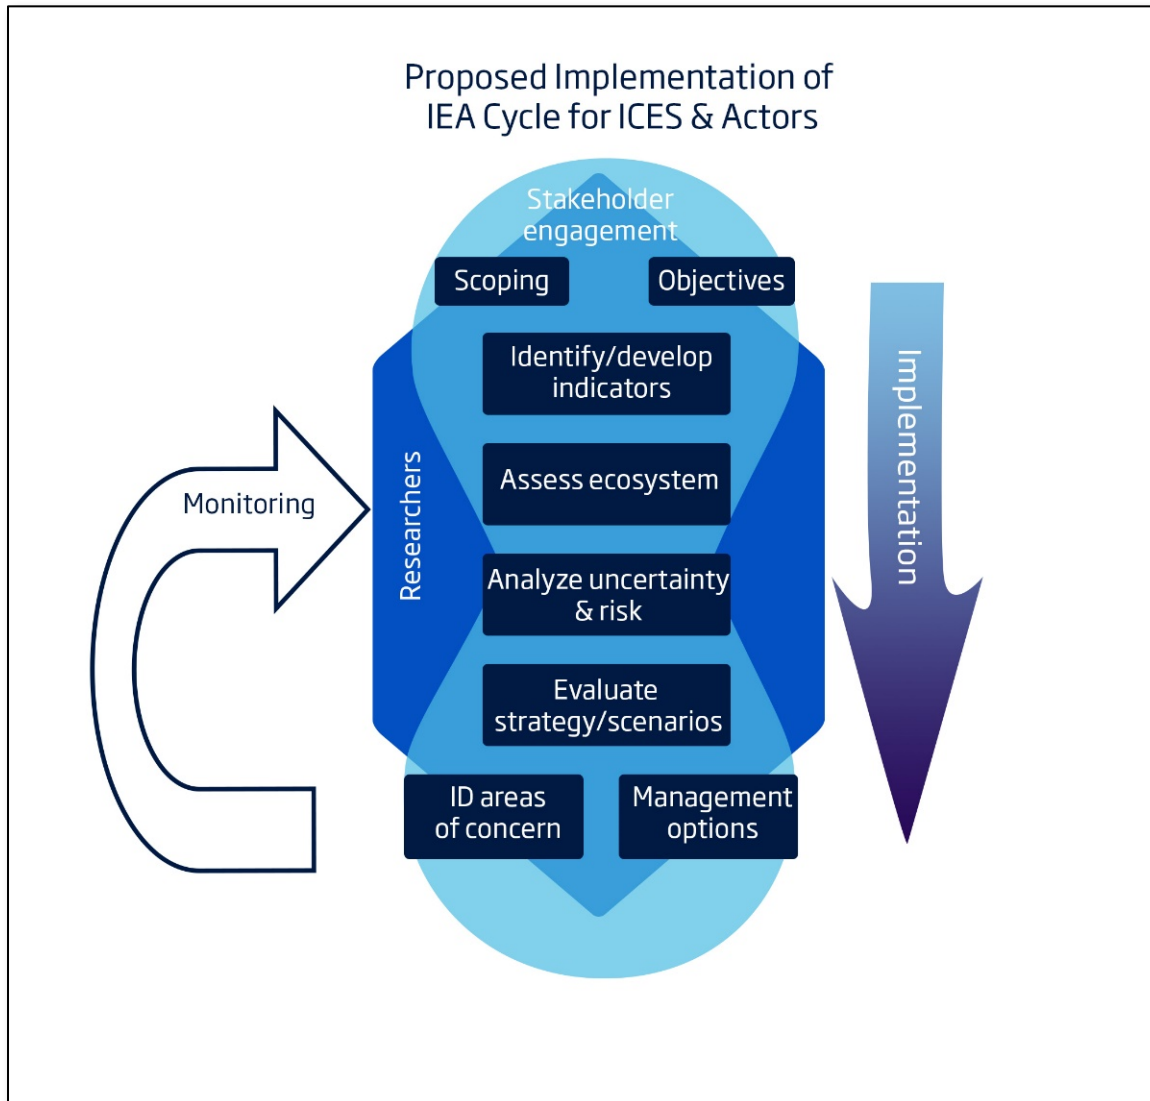 Proposed Implementation of
IEA Cycle for ICES & Actors
Stakeholder
engagement
Scoping
Objectives
Identify/develop
indicators
Assess ecosystem
Analyze uncertainty
& risk
Evaluate
strategy/scenarios
ID areas
of concern
Management
options
Researchers
Monitoring
Implementation